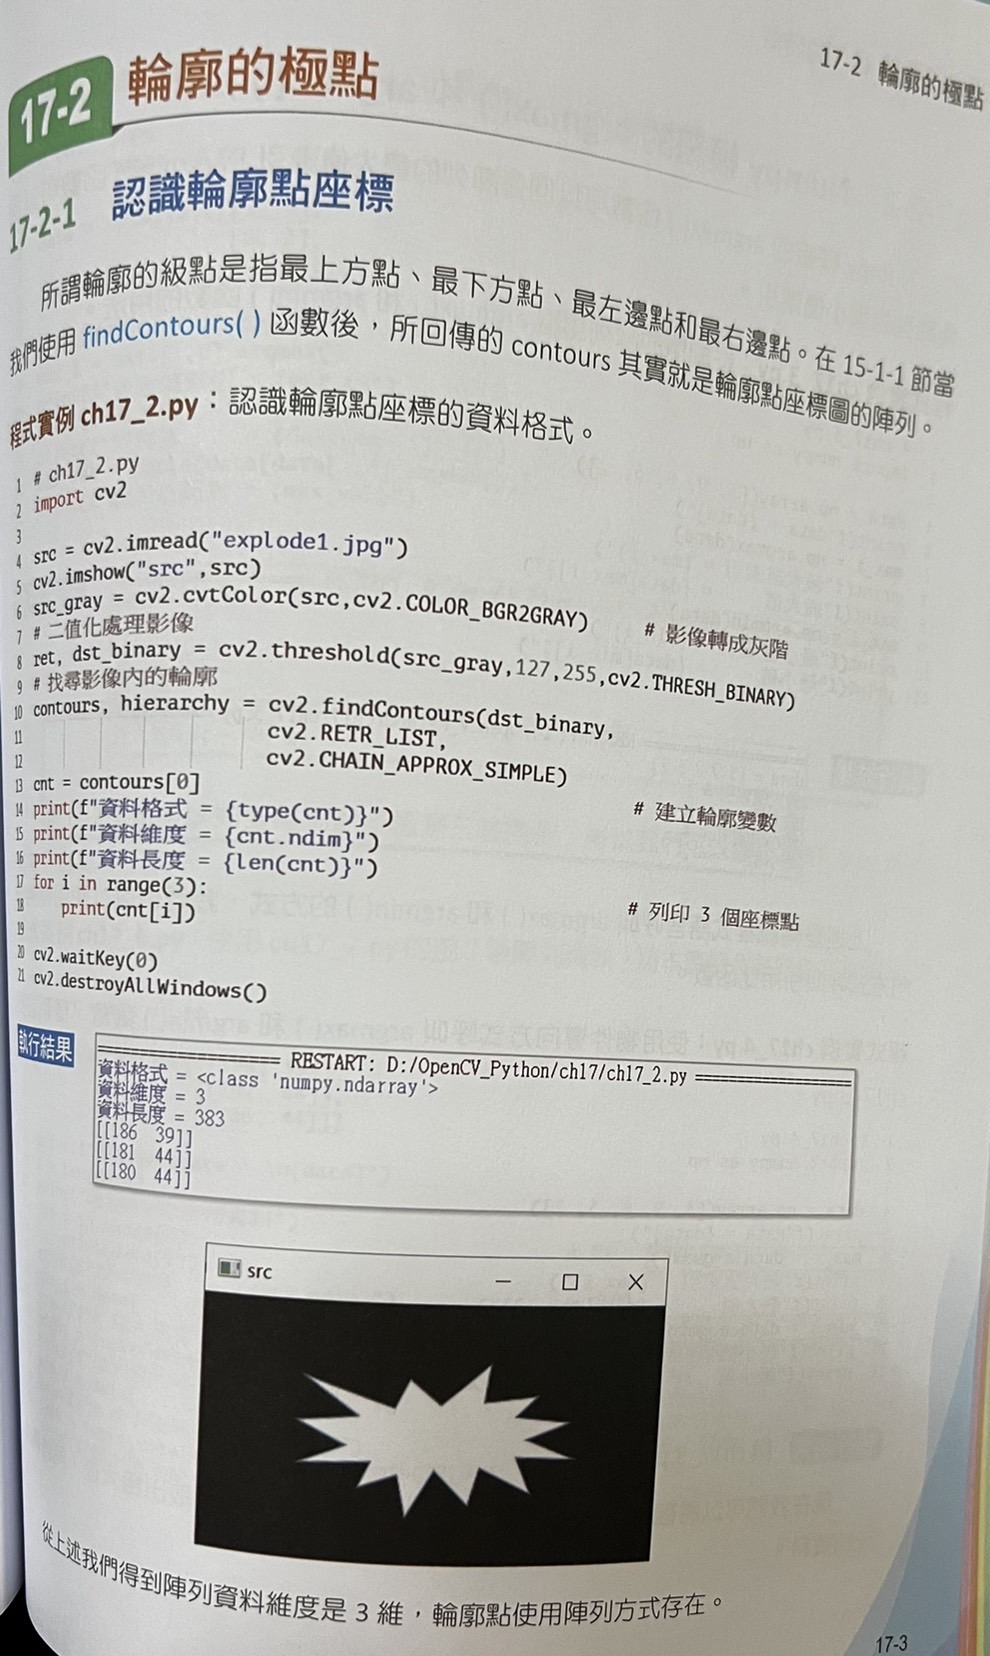 17-2 輪廓的極點
17-2 輪廓的極點
17-2-1 認識輪廓點座標
所謂輪廓的級點是指最上方點、最下方點、最左邊點和最右邊點。在 15-1-1 節當
我們使用 findContours( ) 函數後，所回傳的 contours 其實就是輪廓點座標圖的陣列。
程式實例 ch17_2.py：認識輪廓點座標的資料格式。
1 # ch17_2.py
2 import cv2
3
4 src = cv2.imread("explode1.jpg")
5 cv2.imshow("src",src)
6 src_gray = cv2.cvtColor(src,cv2.COLOR_BGR2GRAY) # 影像轉成灰階
7 # 二值化處理影像
8 ret, dst_binary = cv2.threshold(src_gray,127,255,cv2.THRESH_BINARY)
9 # 找尋影像內的輪廓
10 contours, hierarchy = cv2.findContours(dst_binary,
11 cv2.RETR_LIST,
12 cv2.CHAIN_APPROX_SIMPLE)
13 cnt = contours[0] # 建立輪廓變數
14 print(f"資料格式 = {type(cnt)}")
15 print(f"資料維度 = {cnt.ndim}")
16 print(f"資料長度 = {len(cnt)}")
17 for i in range(3): # 列印 3 個座標點
18 print(cnt[i])
19
20 cv2.waitKey(0)
21 cv2.destroyAllWindows()
執行結果
==================== RESTART: D:/OpenCV_Python/ch17/ch17_2.py ====================
資料格式 = <class 'numpy.ndarray'>
資料維度 = 3
資料長度 = 383
[[186 39]]
[[181 44]]
[[180 44]]
src
從上述我們得到陣列資料維度是 3 維，輪廓點使用陣列方式存在。
17-3